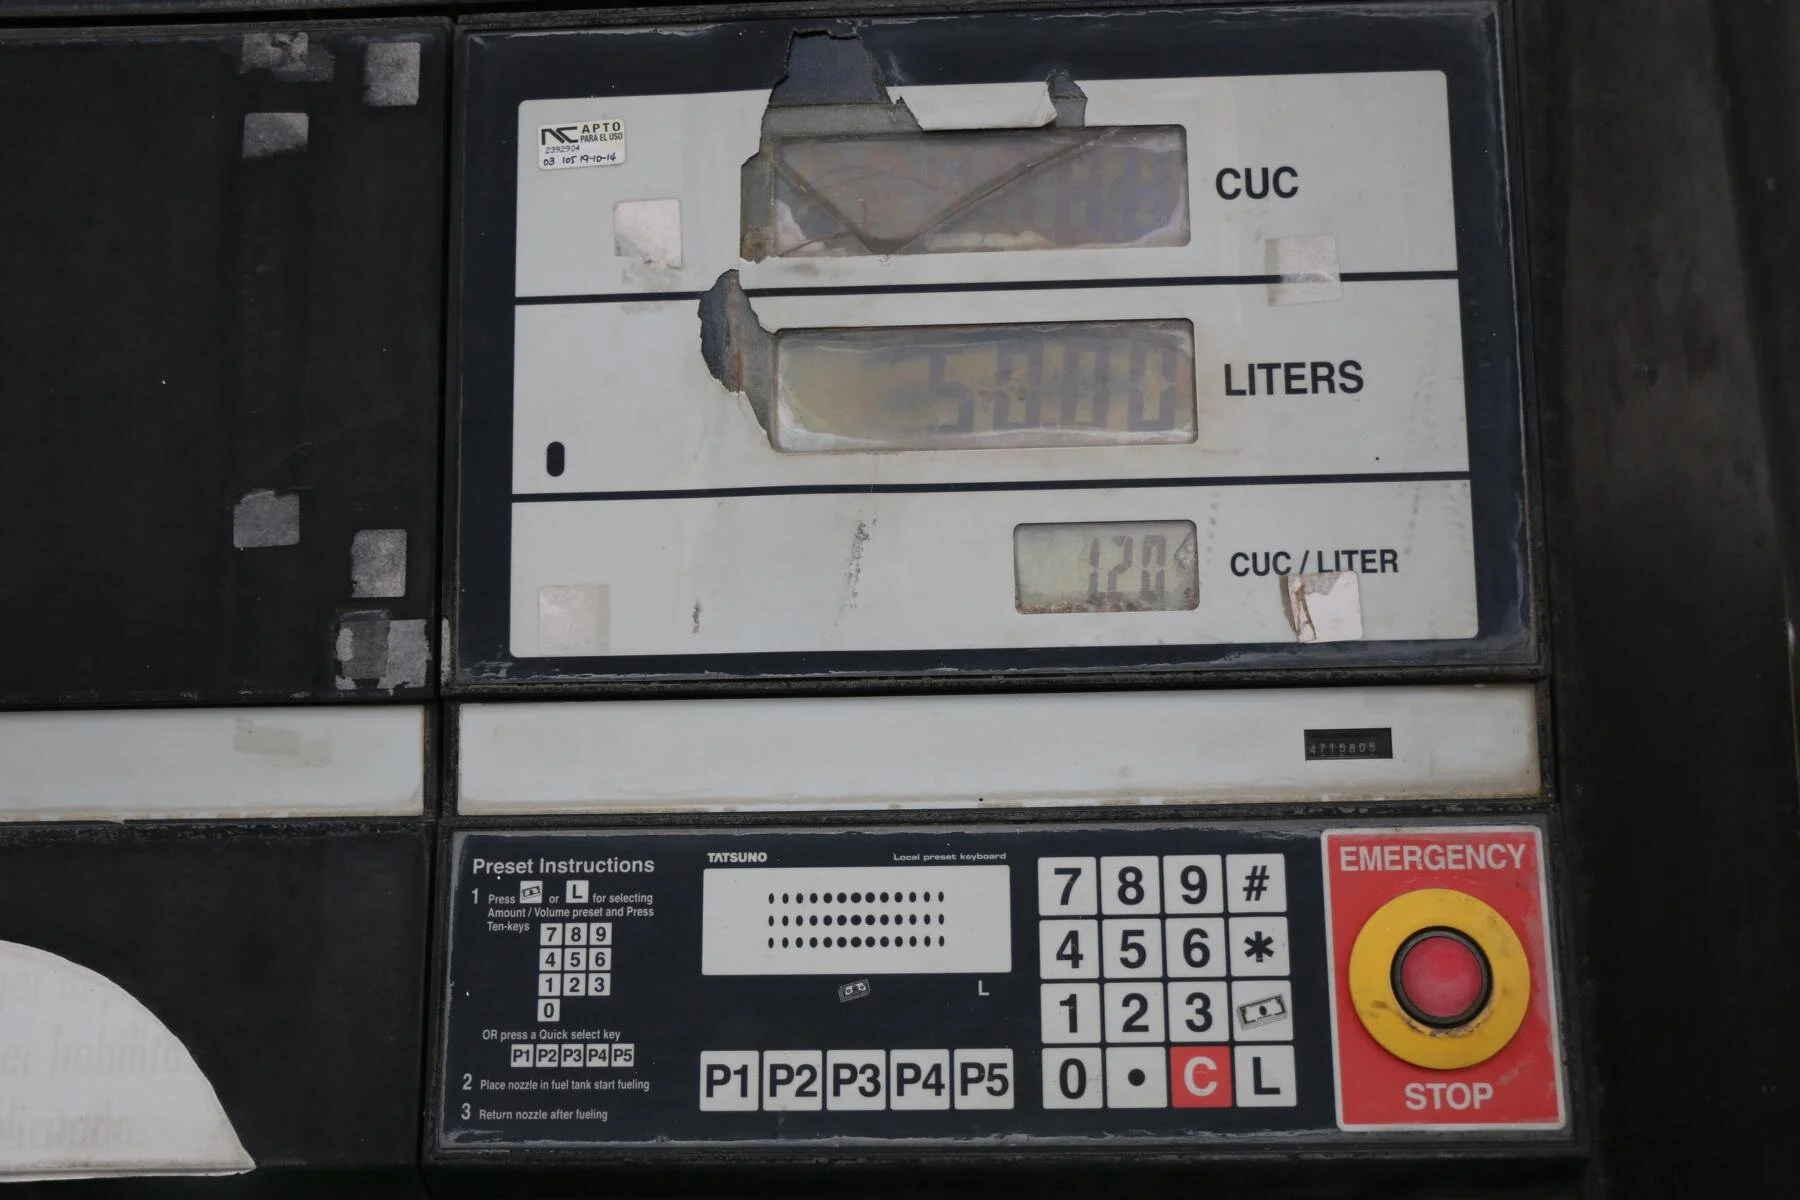 NC APTO
PARA EL USO
2392904
03 105 19-10-14
CUC
50.00
LITERS
1.20
CUC / LITER
4715805
Preset Instructions
1 Press or L for selecting
Amount / Volume preset and Press
Ten-keys
7 8 9
4 5 6
1 2 3
0
OR press a Quick select key
P1 P2 P3 P4 P5
2 Place nozzle in fuel tank start fueling
3 Return nozzle after fueling
TATSUNO
Local preset keyboard
L
P1 P2 P3 P4 P5
7 8 9 #
4 5 6 *
1 2 3
0 • C L
EMERGENCY
STOP